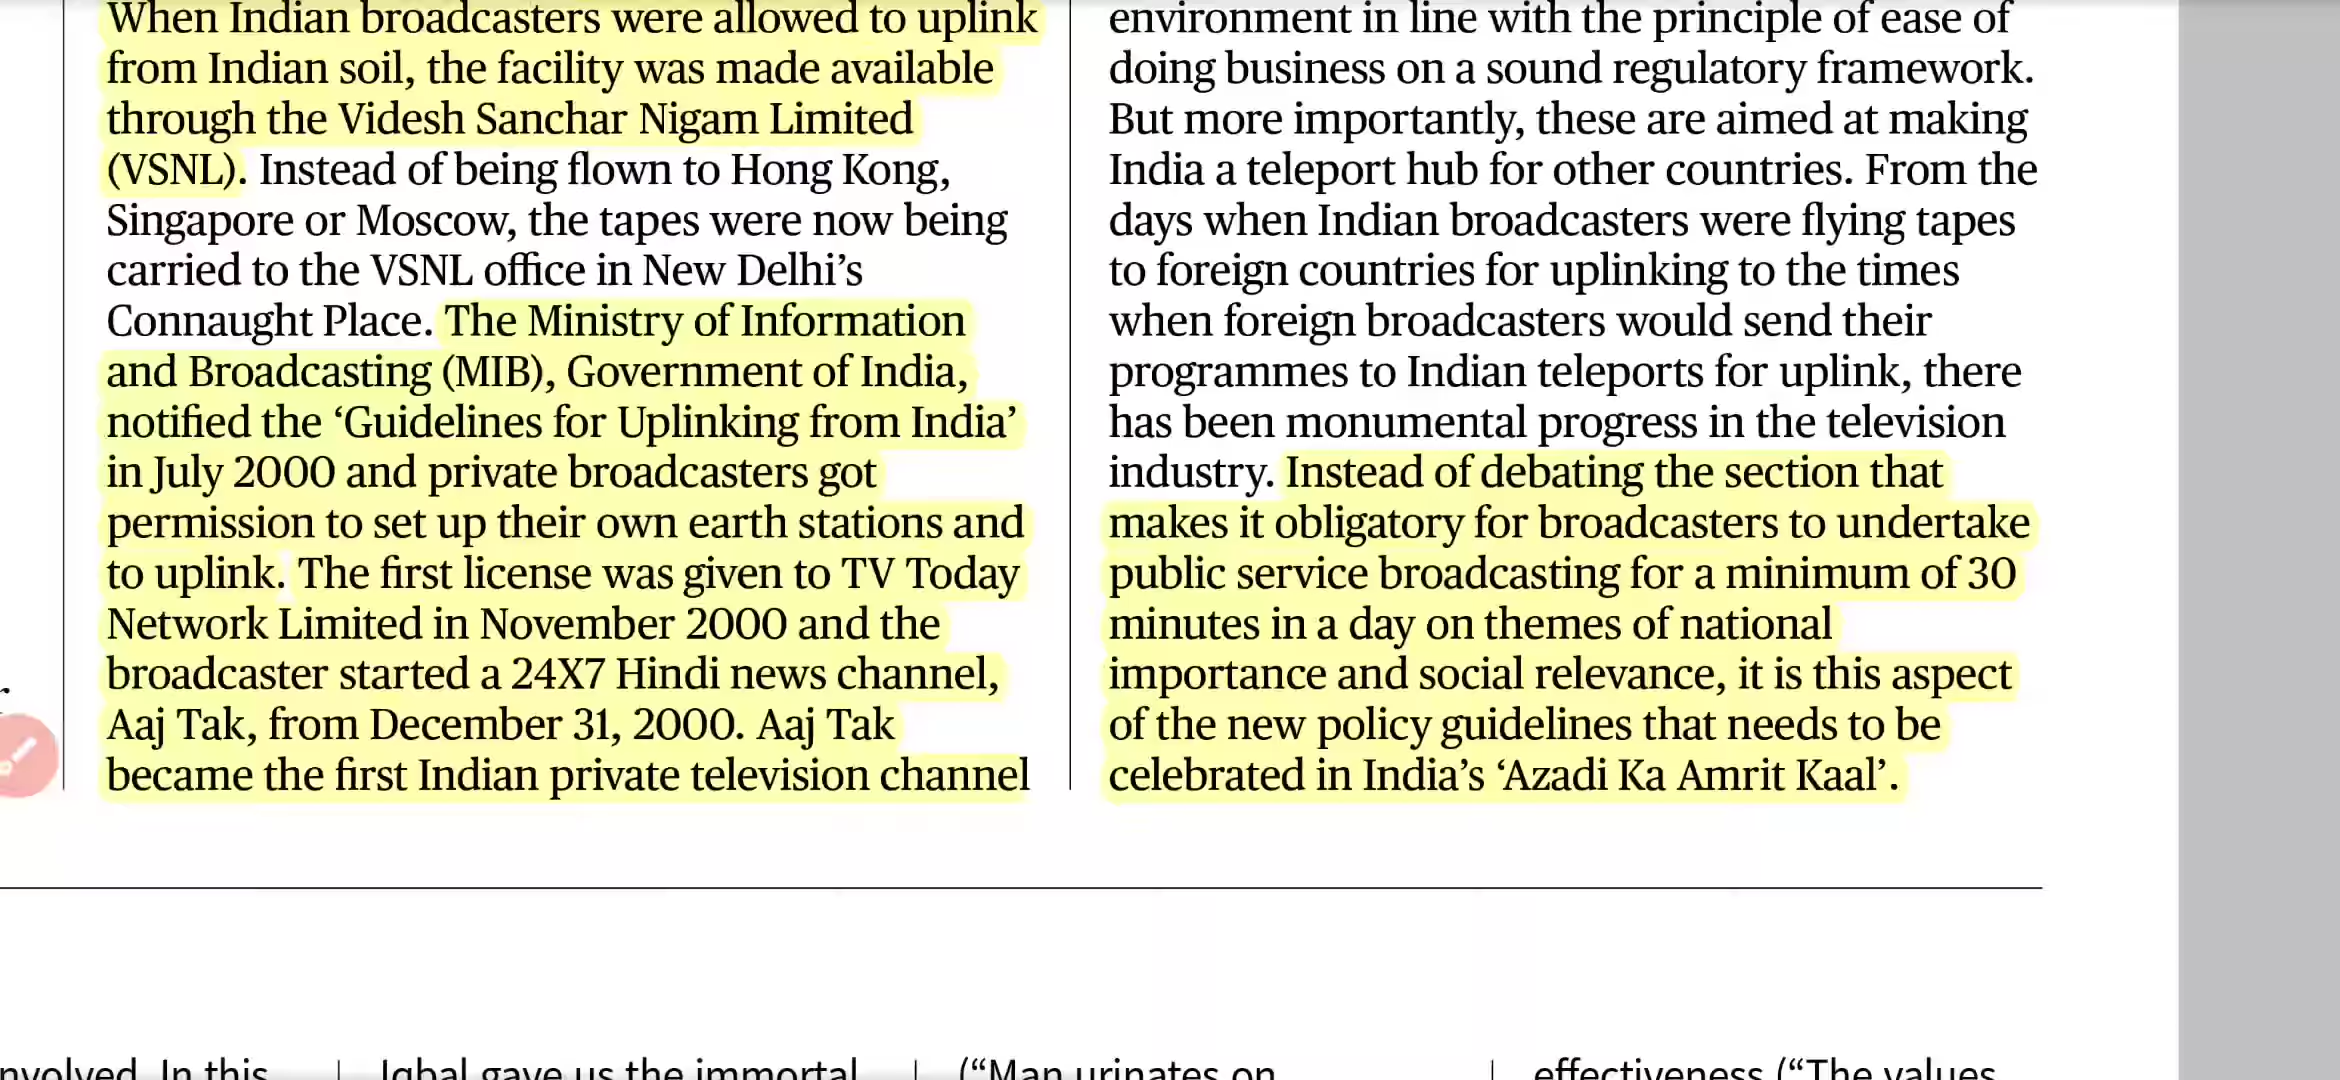 When Indian broadcasters were allowed to uplink
from Indian soil, the facility was made available
through the Videsh Sanchar Nigam Limited
(VSNL). Instead of being flown to Hong Kong,
Singapore or Moscow, the tapes were now being
carried to the VSNL office in New Delhi’s
Connaught Place. The Ministry of Information
and Broadcasting (MIB), Government of India,
notified the ‘Guidelines for Uplinking from India’
in July 2000 and private broadcasters got
permission to set up their own earth stations and
to uplink. The first license was given to TV Today
Network Limited in November 2000 and the
broadcaster started a 24X7 Hindi news channel,
Aaj Tak, from December 31, 2000. Aaj Tak
became the first Indian private television channel
environment in line with the principle of ease of
doing business on a sound regulatory framework.
But more importantly, these are aimed at making
India a teleport hub for other countries. From the
days when Indian broadcasters were flying tapes
to foreign countries for uplinking to the times
when foreign broadcasters would send their
programmes to Indian teleports for uplink, there
has been monumental progress in the television
industry. Instead of debating the section that
makes it obligatory for broadcasters to undertake
public service broadcasting for a minimum of 30
minutes in a day on themes of national
importance and social relevance, it is this aspect
of the new policy guidelines that needs to be
celebrated in India’s ‘Azadi Ka Amrit Kaal’.
nvolved. In this
Iqbal gave us the immortal
(“Man urinates on
effectiveness (“The values